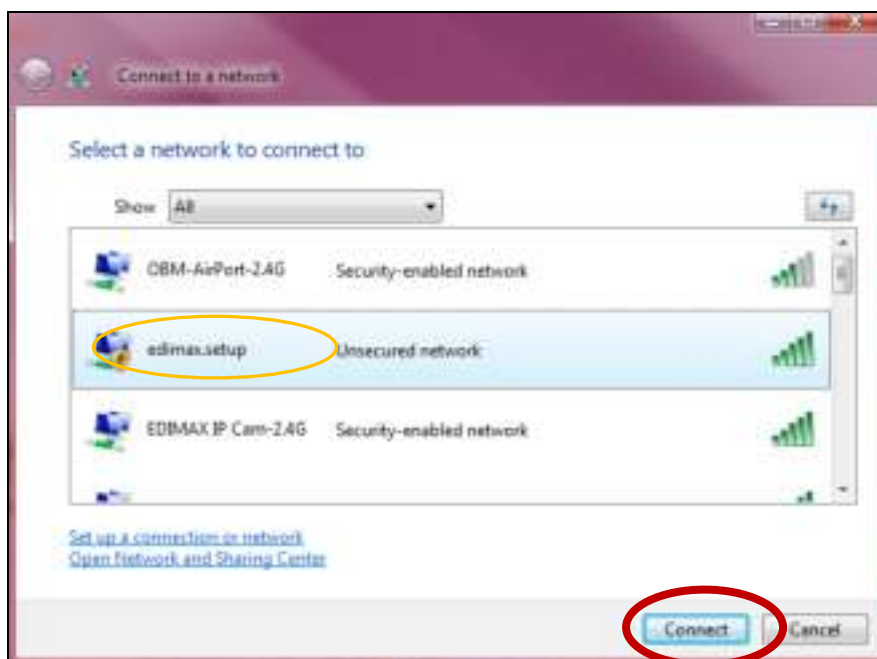 Connect to a network
Select a network to connect to
Show All
OBM-AirPort-2.4G Security-enabled network
edimax.setup Unsecured network
EDIMAX IP Cam-2.4G Security-enabled network
Set up a connection or network
Open Network and Sharing Center
Connect Cancel